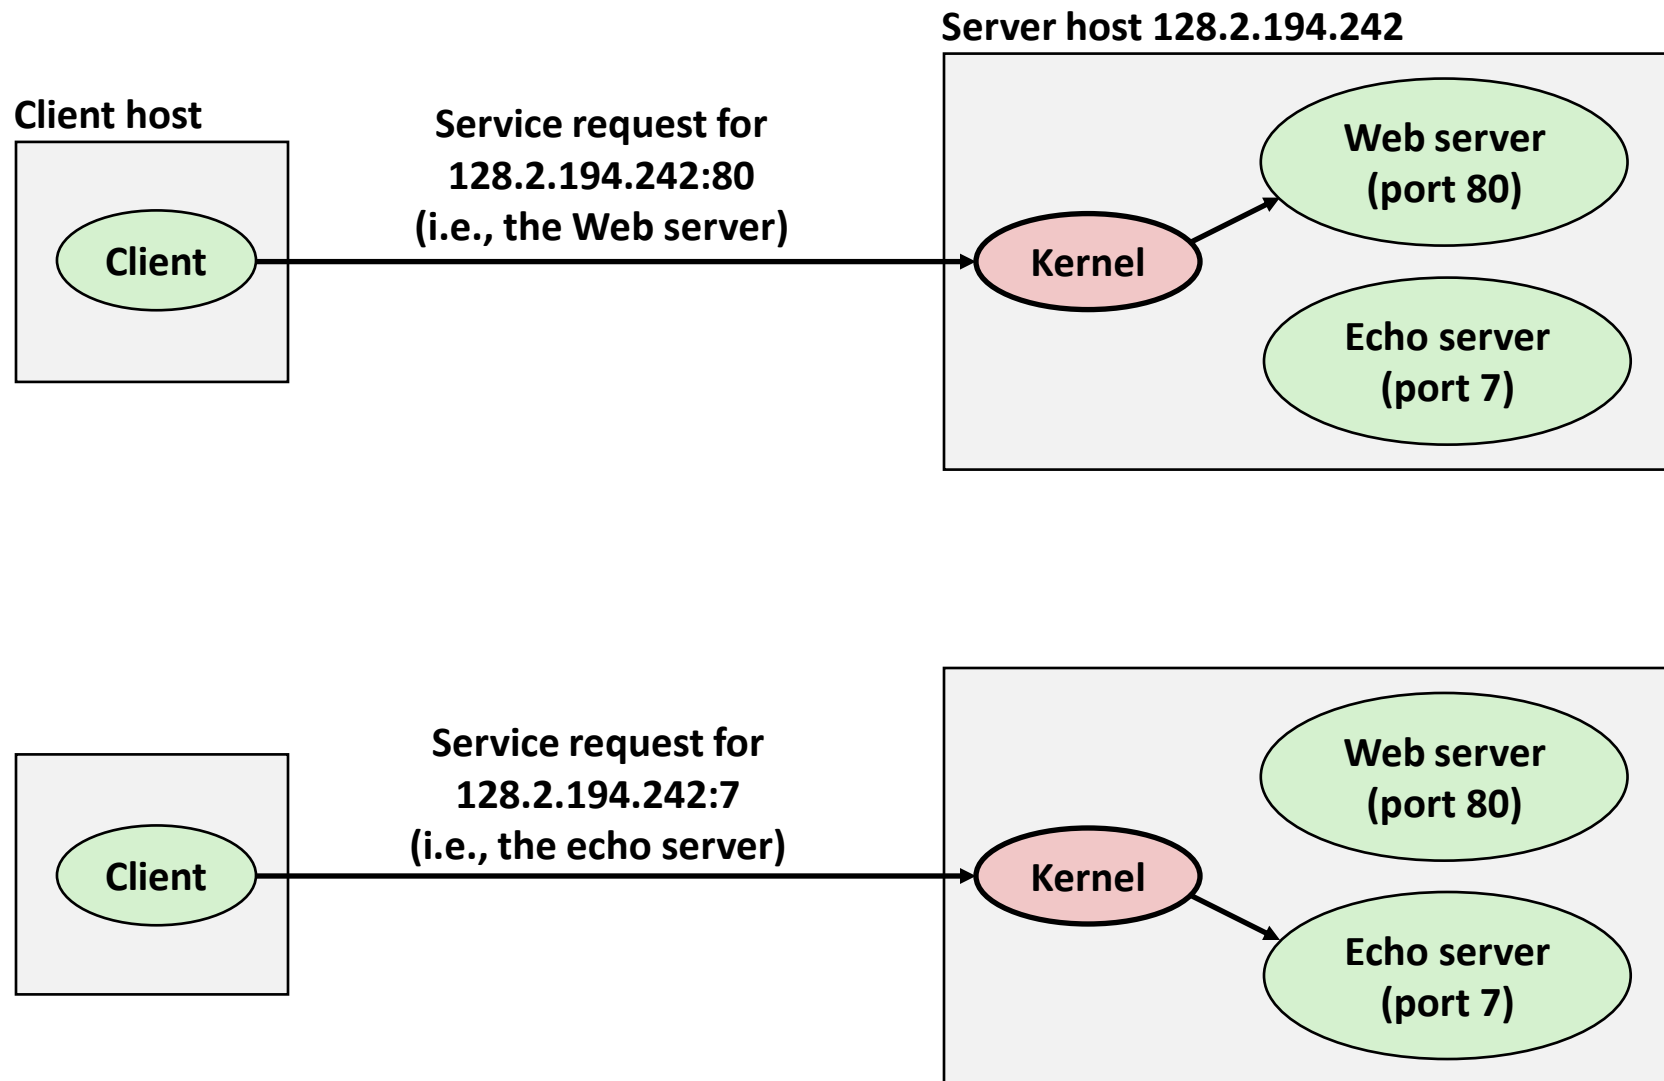 Server host 128.2.194.242
Client host
Service request for
128.2.194.242:80
(i.e., the Web server)
Client
Kernel
Web server
(port 80)
Echo server
(port 7)
Service request for
128.2.194.242:7
(i.e., the echo server)
Client
Kernel
Web server
(port 80)
Echo server
(port 7)